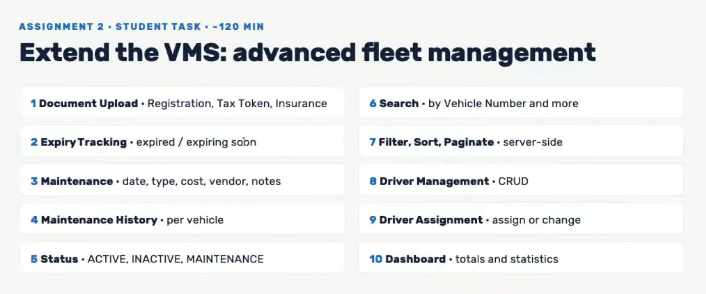 ASSIGNMENT 2 • STUDENT TASK • ~120 MIN
Extend the VMS: advanced fleet management
1 Document Upload • Registration, Tax Token, Insurance
2 Expiry Tracking • expired / expiring soon
3 Maintenance • date, type, cost, vendor, notes
4 Maintenance History • per vehicle
5 Status • ACTIVE, INACTIVE, MAINTENANCE
6 Search • by Vehicle Number and more
7 Filter, Sort, Paginate • server-side
8 Driver Management • CRUD
9 Driver Assignment • assign or change
10 Dashboard • totals and statistics